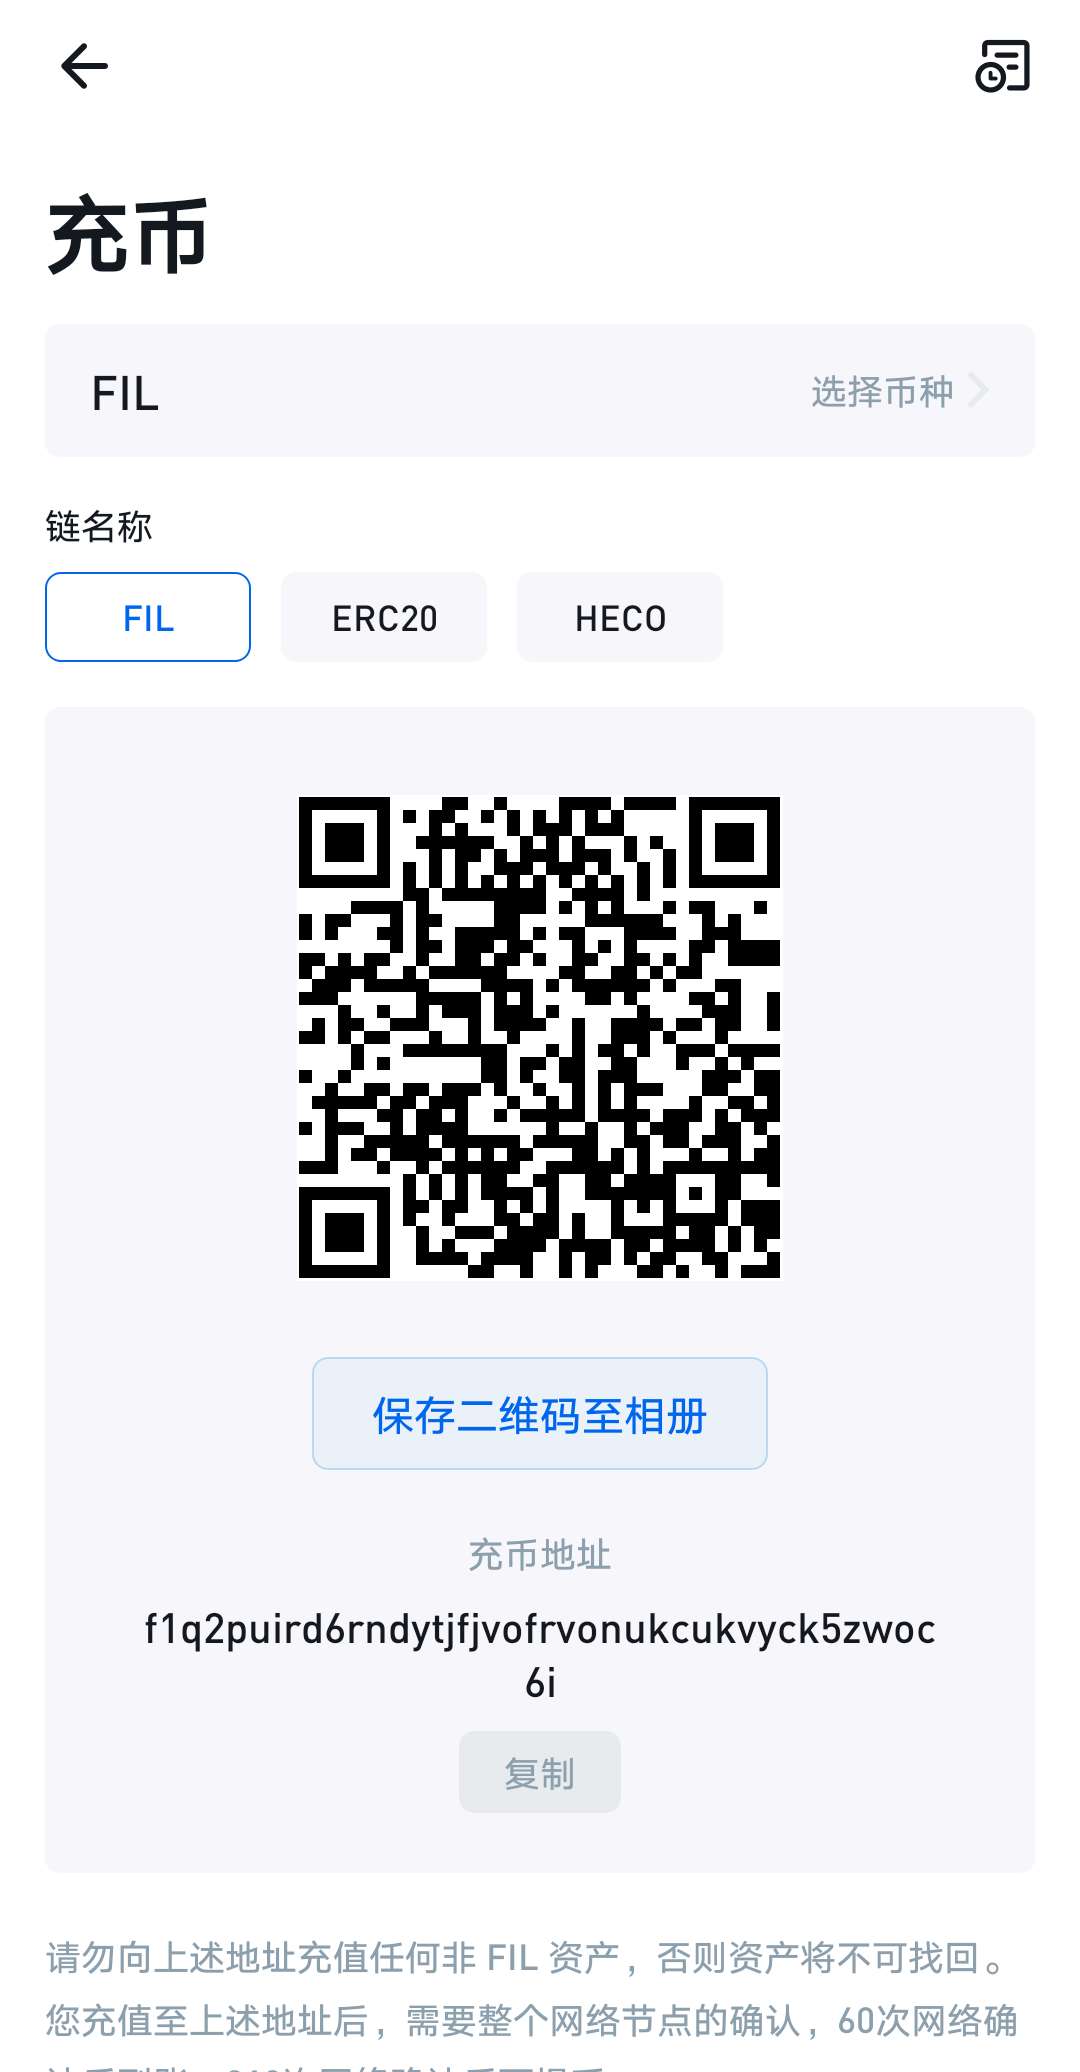 充币
FIL 选择币种
链名称
FIL ERC20 HECO
保存二维码至相册
充币地址
f1q2puird6rndytjfjvofrvonukcukvyck5zwoc
6i
复制
请勿向上述地址充值任何非 FIL 资产，否则资产将不可找回。
您充值至上述地址后，需要整个网络节点的确认，60次网络确